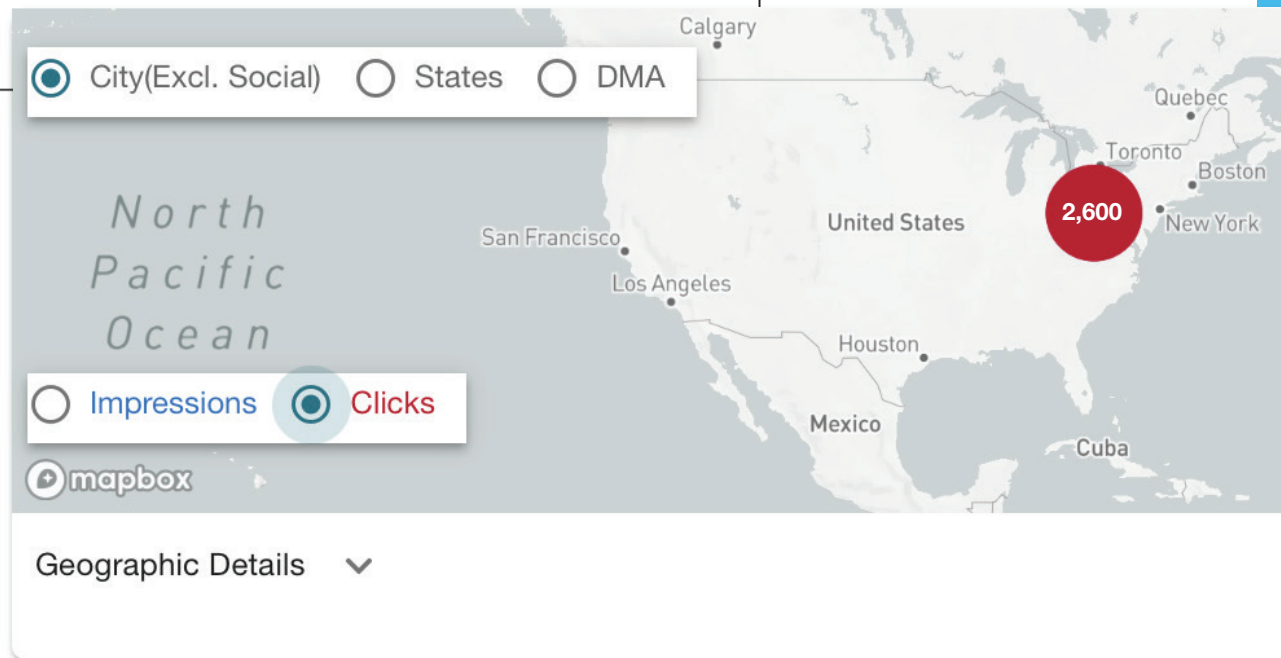 Calgary
City(Excl. Social) States DMA
Quebec
Toronto
Boston
North
Pacific
Ocean
2,600
United States
New York
San Francisco
Los Angeles
Houston
Impressions Clicks
Mexico
Cuba
mapbox
Geographic Details